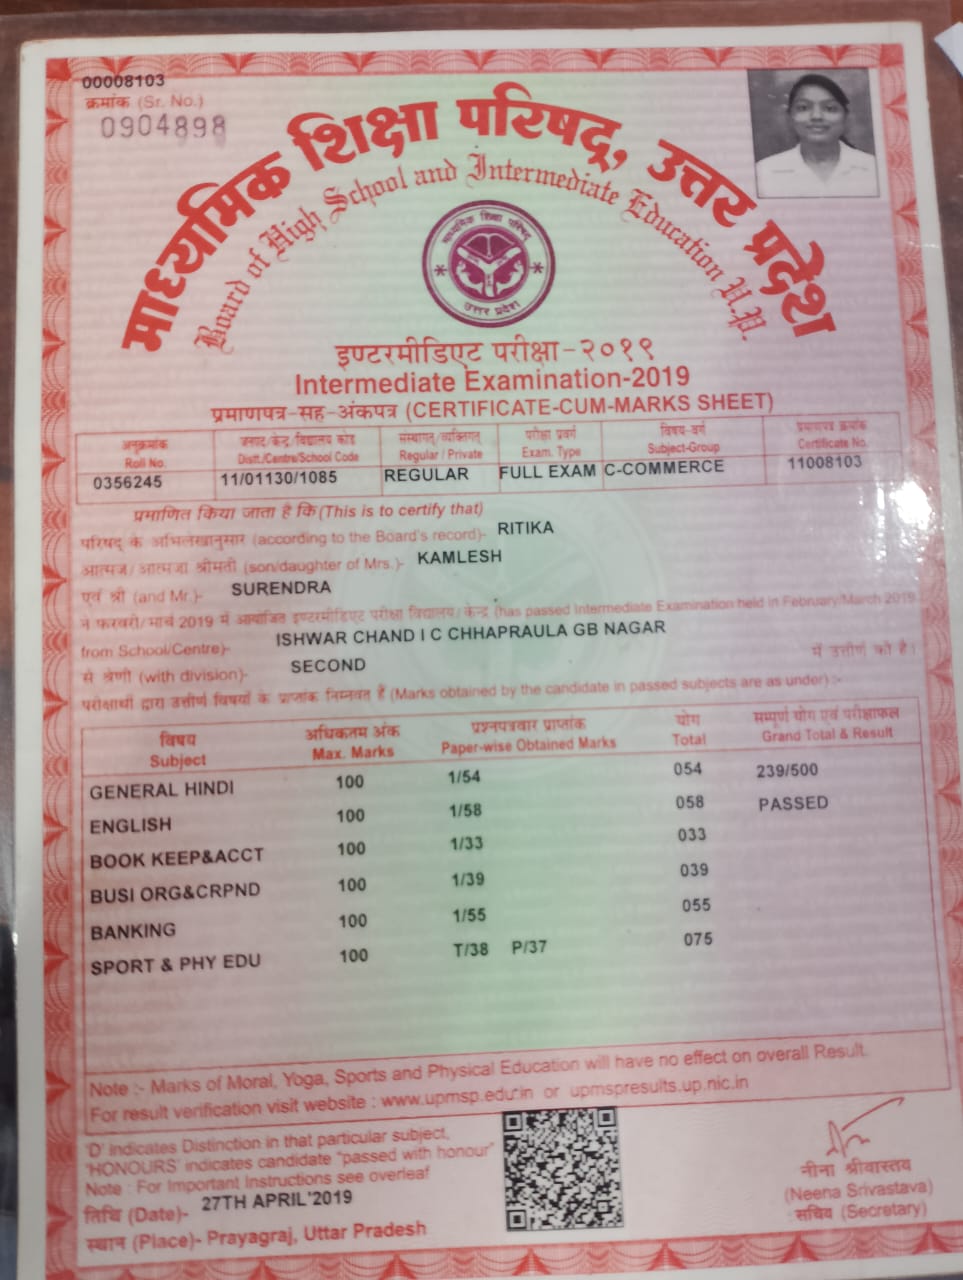 00008103
क्रमांक (Sr. No.)
0904898
माध्यमिक शिक्षा परिषद्, उत्तर प्रदेश
Board of High School and Intermediate Education U.P.
माध्यमिक शिक्षा परिषद्
उत्तर प्रदेश
इण्टरमीडिएट परीक्षा-२०१९
Intermediate Examination-2019
प्रमाणपत्र-सह-अंकपत्र (CERTIFICATE-CUM-MARKS SHEET)
अनुक्रमांक जनपद/केन्द्र/विद्यालय कोड संस्थागत/व्यक्तिगत परीक्षा प्रवर्ग विषय-वर्ग प्रमाणपत्र क्रमांक
Roll No. Distt./Centre/School Code Regular / Private Exam. Type Subject-Group Certificate No.
0356245 11/01130/1085 REGULAR FULL EXAM C-COMMERCE 11008103
प्रमाणित किया जाता है कि (This is to certify that)
परिषद् के अभिलेखानुसार (according to the Board's record)- RITIKA
आत्मज/आत्मजा श्रीमती (son/daughter of Mrs.)- KAMLESH
एवं श्री (and Mr.)- SURENDRA
ने फरवरी/मार्च 2019 में आयोजित इण्टरमीडिएट परीक्षा विद्यालय/केन्द्र (has passed Intermediate Examination held in February/March 2019
from School/Centre)- ISHWAR CHAND I C CHHAPRAULA GB NAGAR
से श्रेणी (with division)- SECOND में उत्तीर्ण की है।
परीक्षार्थी द्वारा उत्तीर्ण विषयों के प्राप्तांक निम्नवत हैं (Marks obtained by the candidate in passed subjects are as under) :-
विषय अधिकतम अंक प्रश्नपत्रवार प्राप्तांक योग सम्पूर्ण योग एवं परीक्षाफल
Subject Max. Marks Paper-wise Obtained Marks Total Grand Total & Result
GENERAL HINDI 100 1/54 054 239/500
ENGLISH 100 1/58 058 PASSED
BOOK KEEP&ACCT 100 1/33 033
BUSI ORG&CRPND 100 1/39 039
BANKING 100 1/55 055
SPORT & PHY EDU 100 T/38 P/37 075
Note :- Marks of Moral, Yoga, Sports and Physical Education will have no effect on overall Result.
For result verification visit website : www.upmsp.edu.in or upmspresults.up.nic.in
'D' indicates Distinction in that particular subject,
'HONOURS' indicates candidate "passed with honour"
Note : For Important Instructions see overleaf
तिथि (Date)- 27TH APRIL'2019
स्थान (Place)- Prayagraj, Uttar Pradesh
नीना श्रीवास्तव
(Neena Srivastava)
सचिव (Secretary)